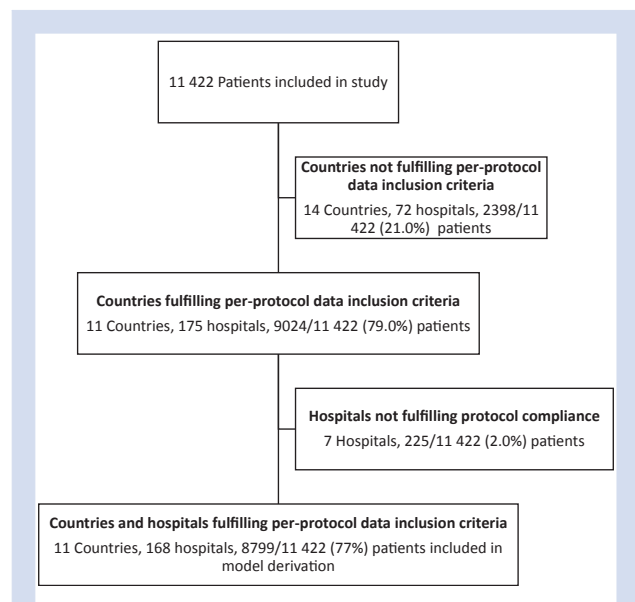 11 422 Patients included in study
Countries not fulfilling per-protocol
data inclusion criteria
14 Countries, 72 hospitals, 2398/11
422 (21.0%) patients
Countries fulfilling per-protocol data inclusion criteria
11 Countries, 175 hospitals, 9024/11 422 (79.0%) patients
Hospitals not fulfilling protocol compliance
7 Hospitals, 225/11 422 (2.0%) patients
Countries and hospitals fulfilling per-protocol data inclusion criteria
11 Countries, 168 hospitals, 8799/11 422 (77%) patients included in
model derivation